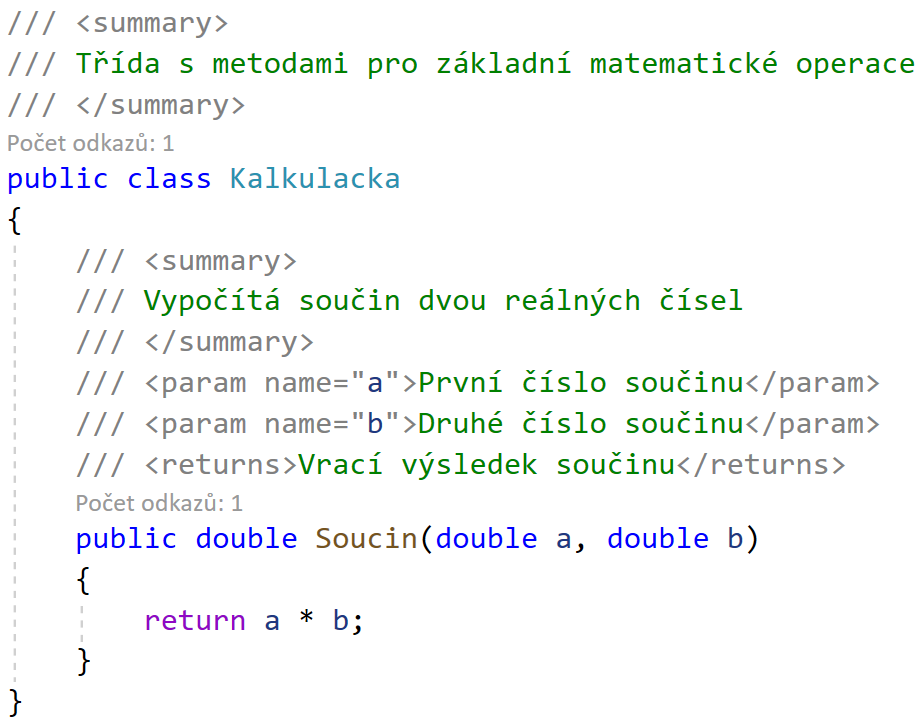 /// <summary>
/// Třída s metodami pro základní matematické operace
/// </summary>
Počet odkazů: 1
public class Kalkulacka
{
    /// <summary>
    /// Vypočítá součin dvou reálných čísel
    /// </summary>
    /// <param name="a">První číslo součinu</param>
    /// <param name="b">Druhé číslo součinu</param>
    /// <returns>Vrací výsledek součinu</returns>
    Počet odkazů: 1
    public double Soucin(double a, double b)
    {
        return a * b;
    }
}